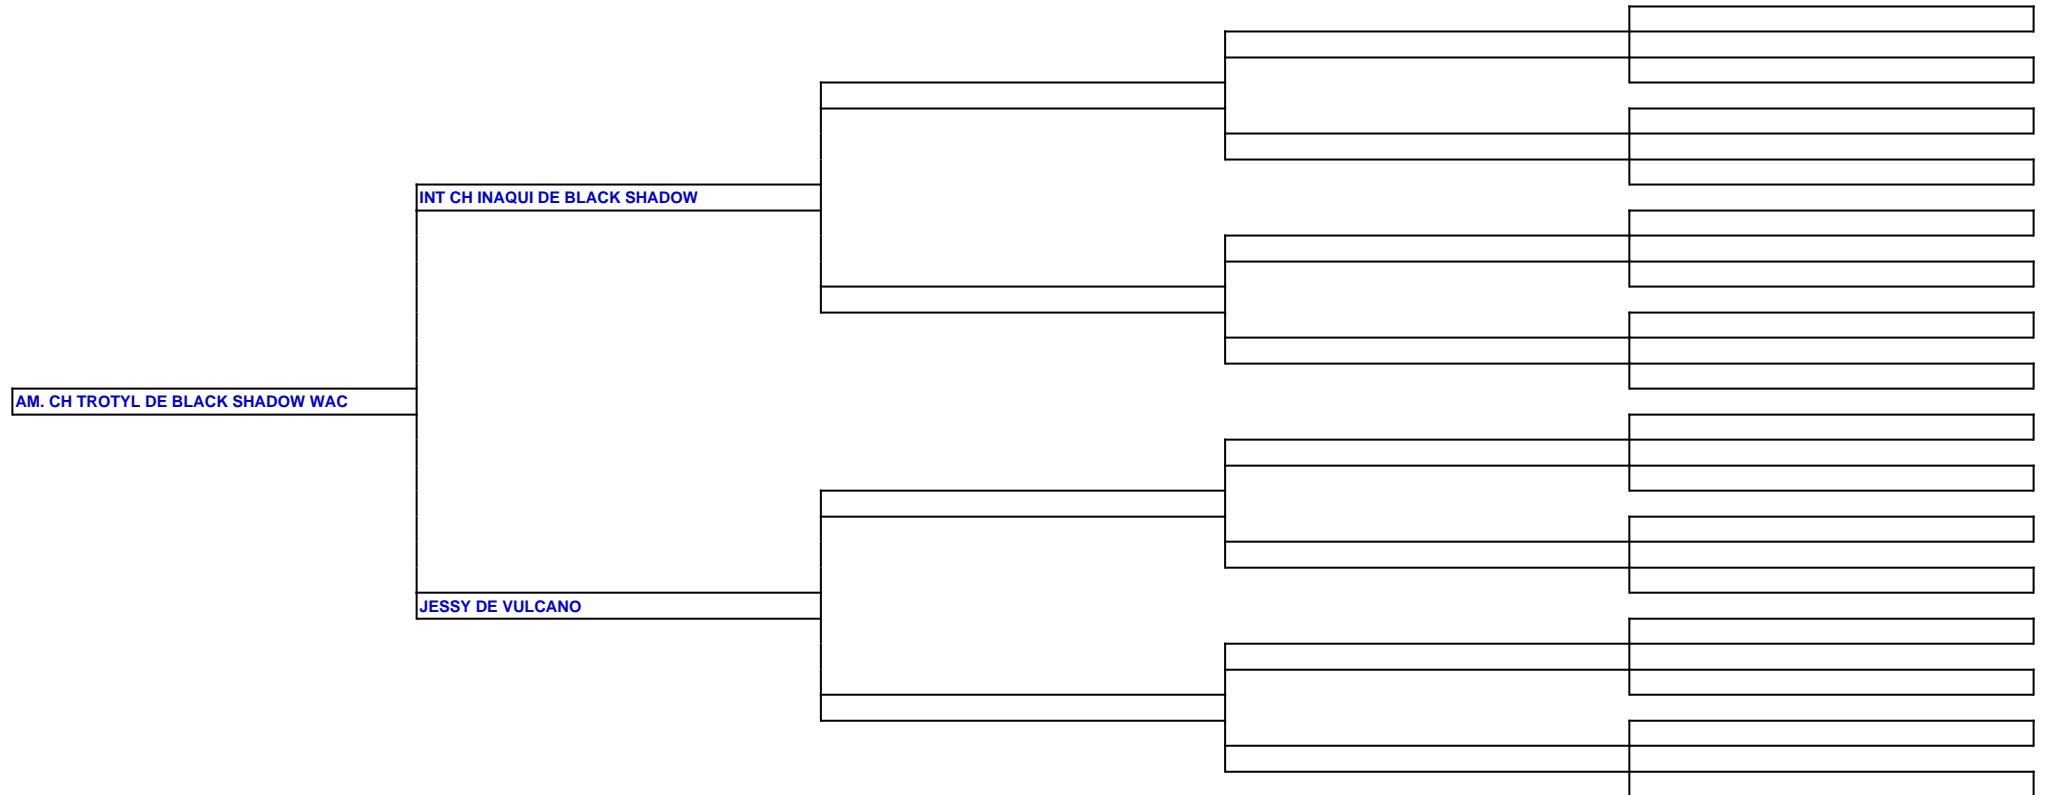 INT CH INAQUI DE BLACK SHADOW
AM. CH TROTYL DE BLACK SHADOW WAC
JESSY DE VULCANO